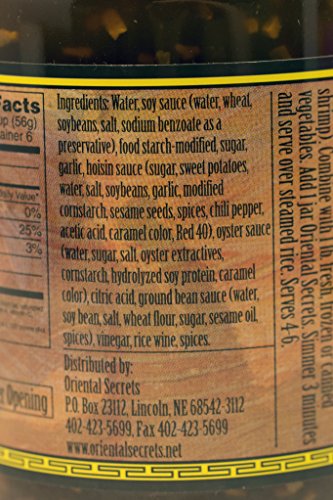 Facts
up (56g)
ainer 6
Daily Value*
0%
25%
3%
er Opening
Ingredients: Water, soy sauce (water, wheat,
soybeans, salt, sodium benzoate as a
preservative), food starch-modified, sugar,
garlic, hoisin sauce (sugar, sweet potatoes,
water, salt, soybeans, garlic, modified
cornstarch, sesame seeds, spices, chili pepper,
acetic acid, caramel color, Red 40), oyster sauce
(water, sugar, salt, oyster extractives,
cornstarch, hydrolyzed soy protein, caramel
color), citric acid, ground bean sauce (water,
soy bean, salt, wheat flour, sugar, sesame oil,
spices), vinegar, rice wine, spices.
Distributed by:
Oriental Secrets
P.O. Box 23112, Lincoln, NE 68542-3112
402-423-5699, Fax 402-423-5699
www.orientalsecrets.net
shrimp). Combine with fresh, frozen or canned
vegetables. Add 1 jar Oriental Secrets. Simmer 3 minutes
and serve over steamed rice. Serves 4-6.